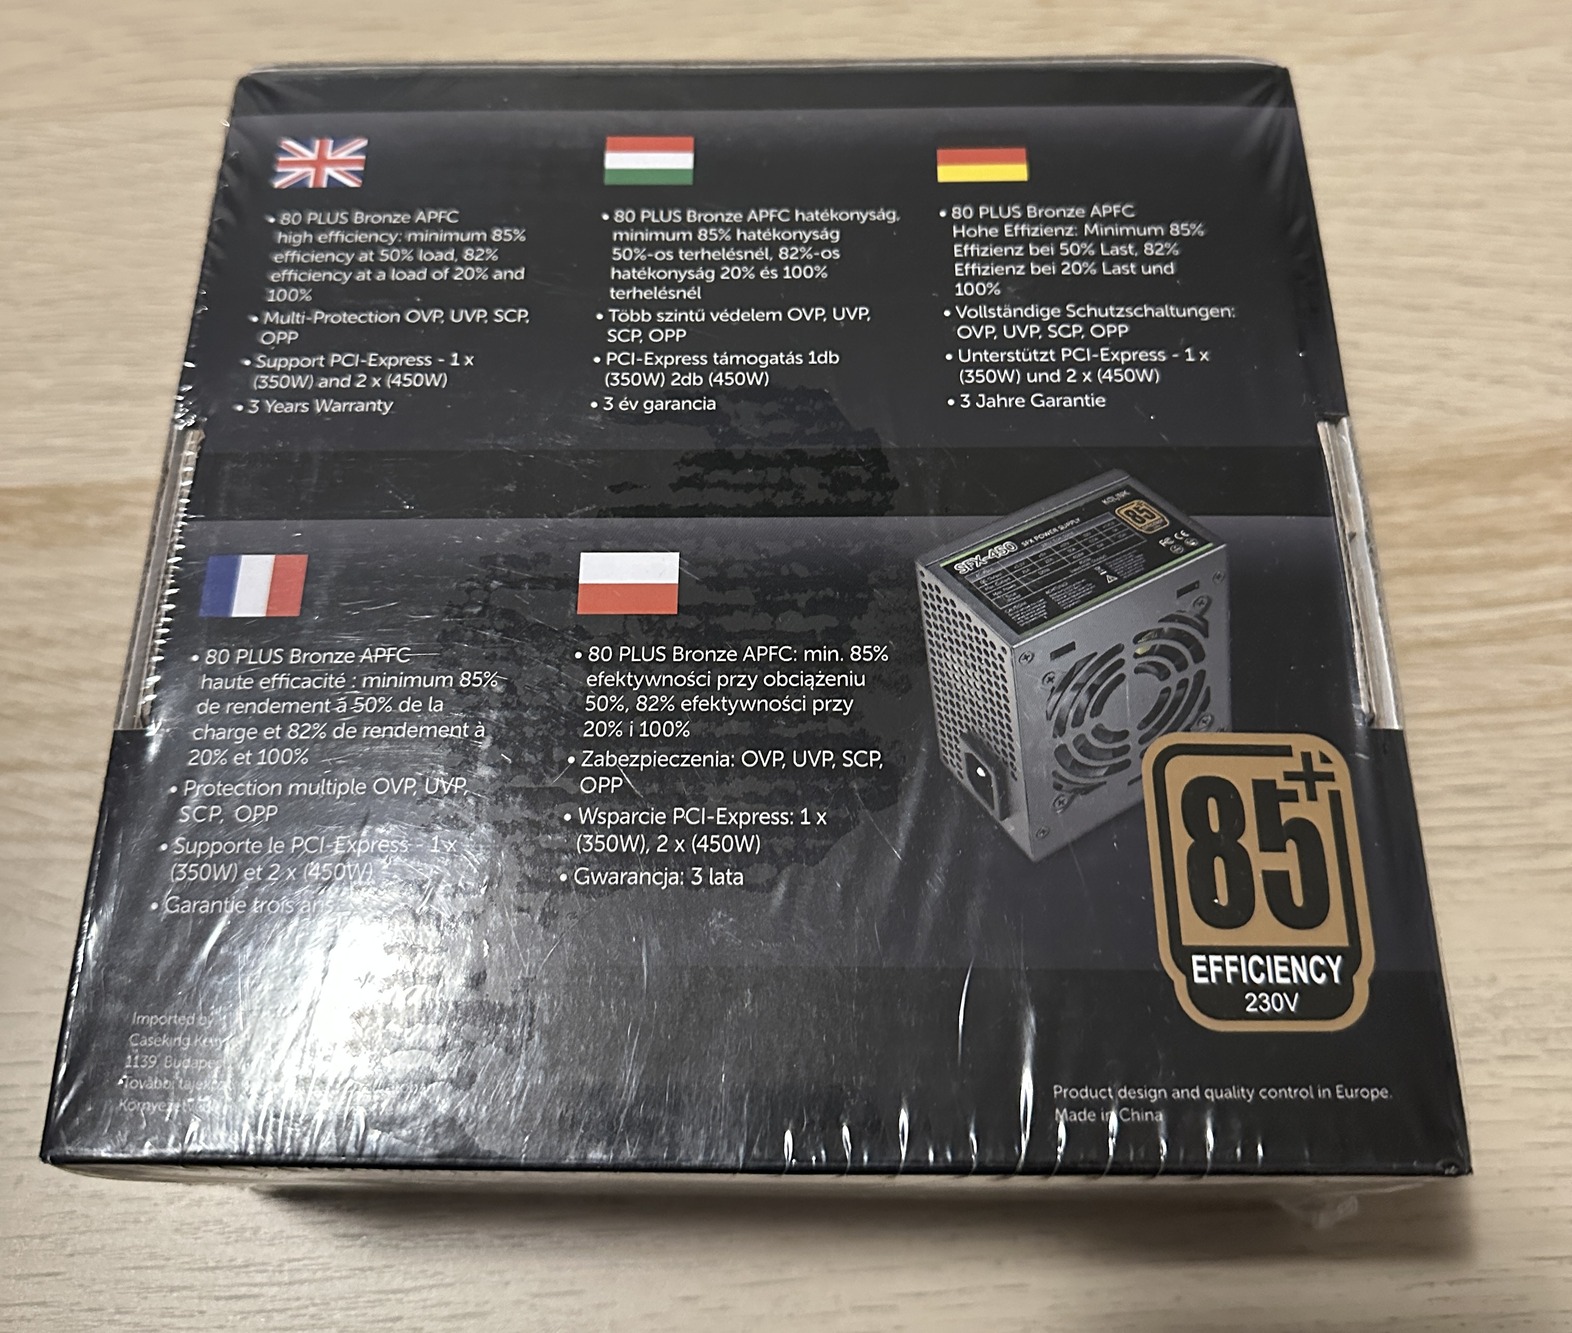 • 80 PLUS Bronze APFC
high efficiency: minimum 85%
efficiency at 50% load, 82%
efficiency at a load of 20% and
100%
• Multi-Protection OVP, UVP, SCP,
OPP
• Support PCI-Express - 1 x
(350W) and 2 x (450W)
• 3 Years Warranty
• 80 PLUS Bronze APFC hatékonyság,
minimum 85% hatékonyság
50%-os terhelésnél, 82%-os
hatékonyság 20% és 100%
terhelésnél
• Több szintű védelem OVP, UVP,
SCP, OPP
• PCI-Express támogatás 1db
(350W) 2db (450W)
• 3 év garancia
• 80 PLUS Bronze APFC
Hohe Effizienz: Minimum 85%
Effizienz bei 50% Last, 82%
Effizienz bei 20% Last und
100%
• Vollständige Schutzschaltungen:
OVP, UVP, SCP, OPP
• Unterstützt PCI-Express - 1 x
(350W) und 2 x (450W)
• 3 Jahre Garantie
• 80 PLUS Bronze APFC
haute efficacité : minimum 85%
de rendement à 50% de la
charge et 82% de rendement à
20% et 100%
• Protection multiple OVP, UVP,
SCP, OPP
• Supporte le PCI-Express - 1 x
(350W) et 2 x (450W)
• Garantie trois ans
• 80 PLUS Bronze APFC: min. 85%
efektywności przy obciążeniu
50%, 82% efektywności przy
20% i 100%
• Zabezpieczenia: OVP, UVP, SCP,
OPP
• Wsparcie PCI-Express: 1 x
(350W), 2 x (450W)
• Gwarancja: 3 lata
KOLINK
85
SFX POWER SUPPLY
85+
EFFICIENCY
230V
Imported by
Caseking
1139
További
Product design and quality control in Europe.
Made in China